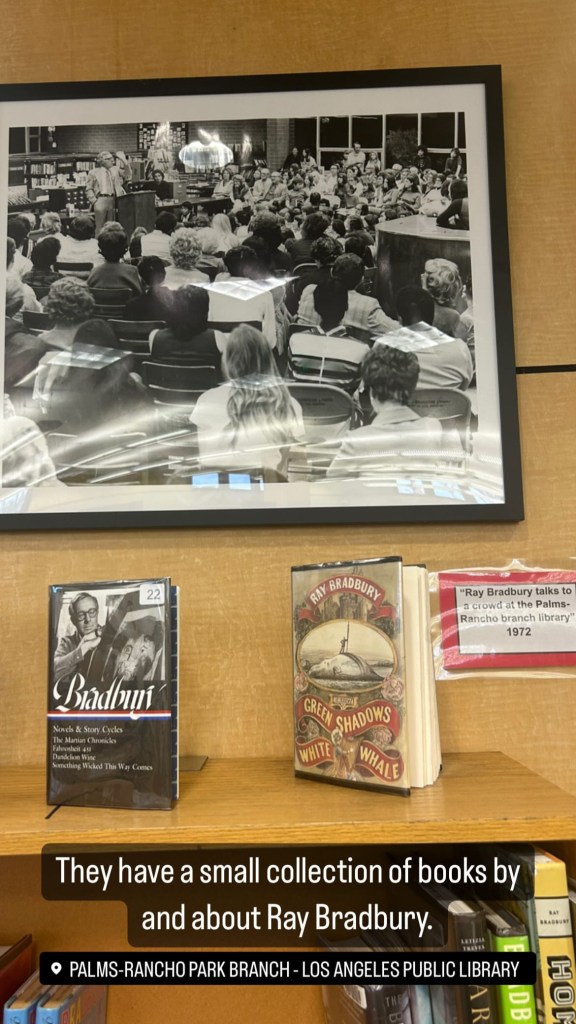 22
Bradbury
Novels & Story Cycles
The Martian Chronicles
Fahrenheit 451
Dandelion Wine
Something Wicked This Way Comes
RAY BRADBURY
GREEN SHADOWS
WHITE WHALE
"Ray Bradbury talks to
a crowd at the Palms-
Rancho branch library"
1972
They have a small collection of books by
and about Ray Bradbury.
PALMS-RANCHO PARK BRANCH - LOS ANGELES PUBLIC LIBRARY
RAY
BRADBURY